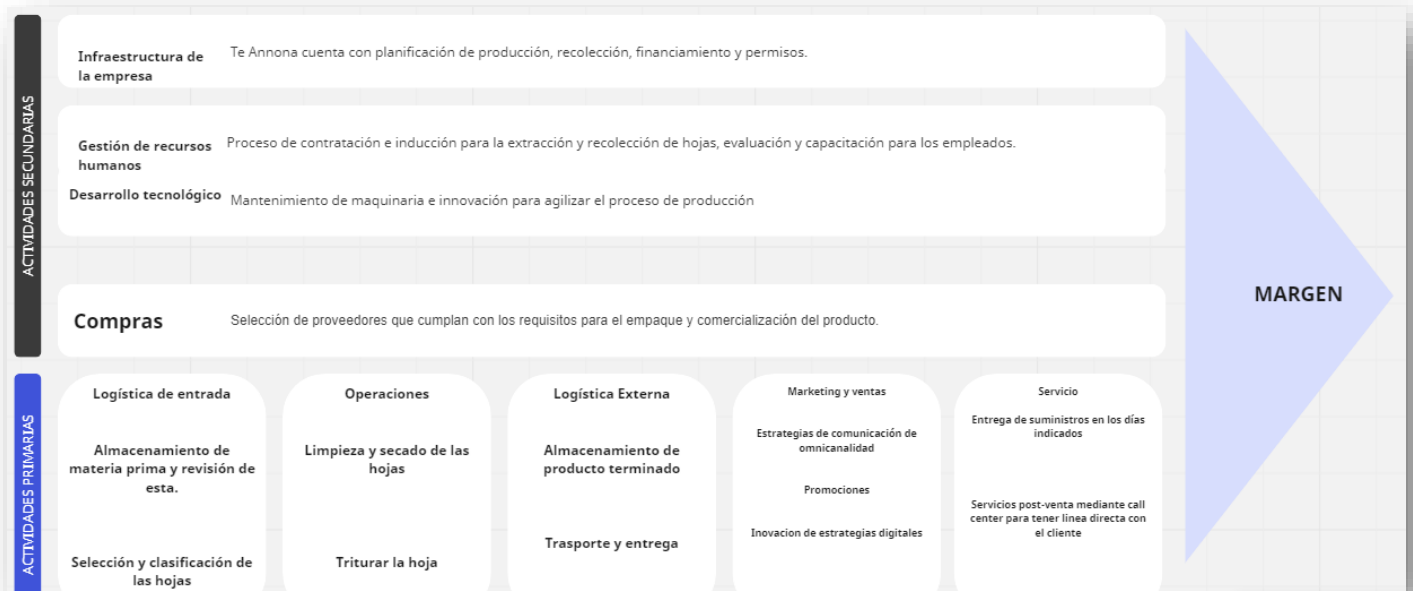 ACTIVIDADES SECUNDARIAS
Infraestructura de
la empresa
Te Annona cuenta con planificación de producción, recolección, financiamiento y permisos.
Gestión de recursos
humanos
Proceso de contratación e inducción para la extracción y recolección de hojas, evaluación y capacitación para los empleados.
Desarrollo tecnológico
Mantenimiento de maquinaria e innovación para agilizar el proceso de producción
Compras
Selección de proveedores que cumplan con los requisitos para el empaque y comercialización del producto.
MARGEN
ACTIVIDADES PRIMARIAS
Logística de entrada
Almacenamiento de
materia prima y revisión de
esta.
Selección y clasificación de
las hojas
Operaciones
Limpieza y secado de las
hojas
Triturar la hoja
Logística Externa
Almacenamiento de
producto terminado
Trasporte y entrega
Marketing y ventas
Estrategias de comunicación de
omnicanalidad
Promociones
Inovacion de estrategias digitales
Servicio
Entrega de suministros en los días
indicados
Servicios post-venta mediante call
center para tener linea directa con
el cliente